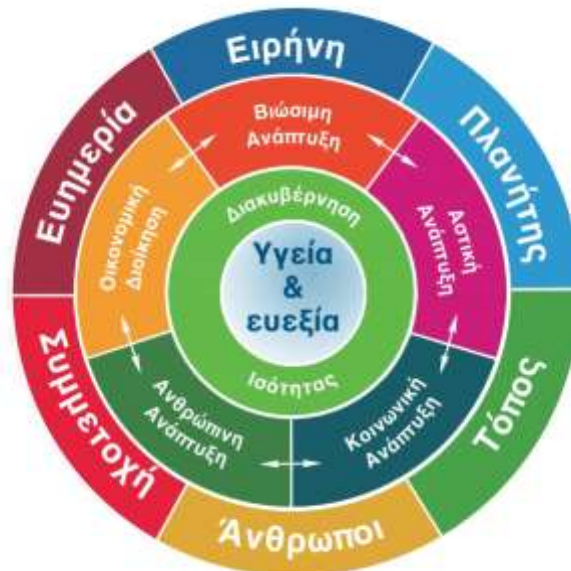 Ειρήνη
Πλανήτης
Τόπος
Άνθρωποι
Συμμετοχή
Ευημερία
Βιώσιμη
Ανάπτυξη
Αστική
Ανάπτυξη
Κοινωνική
Ανάπτυξη
Ανθρώπινη
Ανάπτυξη
Οικονομική
Διοίκηση
Διακυβέρνηση
Ισότητας
Υγεία
&
ευεξία